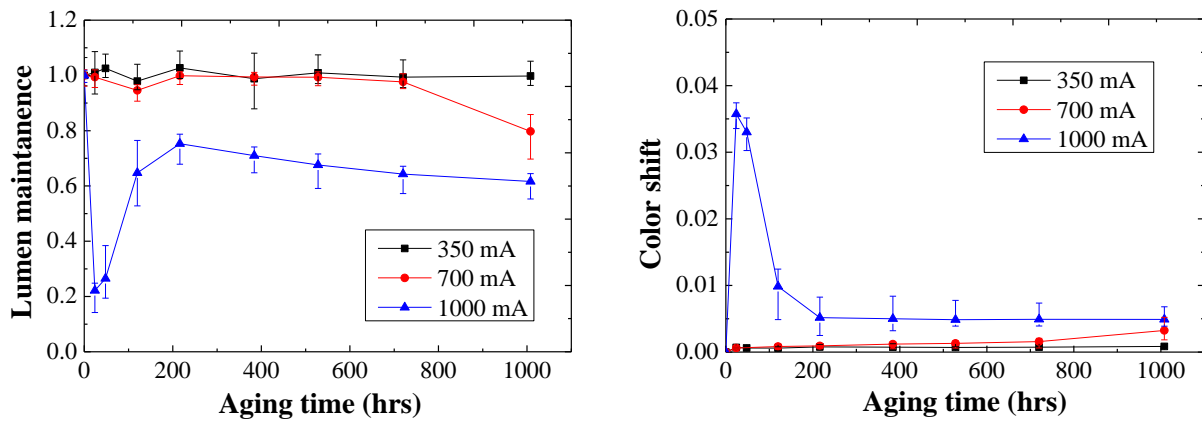 Lumen maintanence
1.2
1.0
0.8
0.6
0.4
0.2
0.0
350 mA
700 mA
1000 mA
0 200 400 600 800 1000
Aging time (hrs)
Color shift
0.05
0.04
0.03
0.02
0.01
0.00
350 mA
700 mA
1000 mA
0 200 400 600 800 1000
Aging time (hrs)